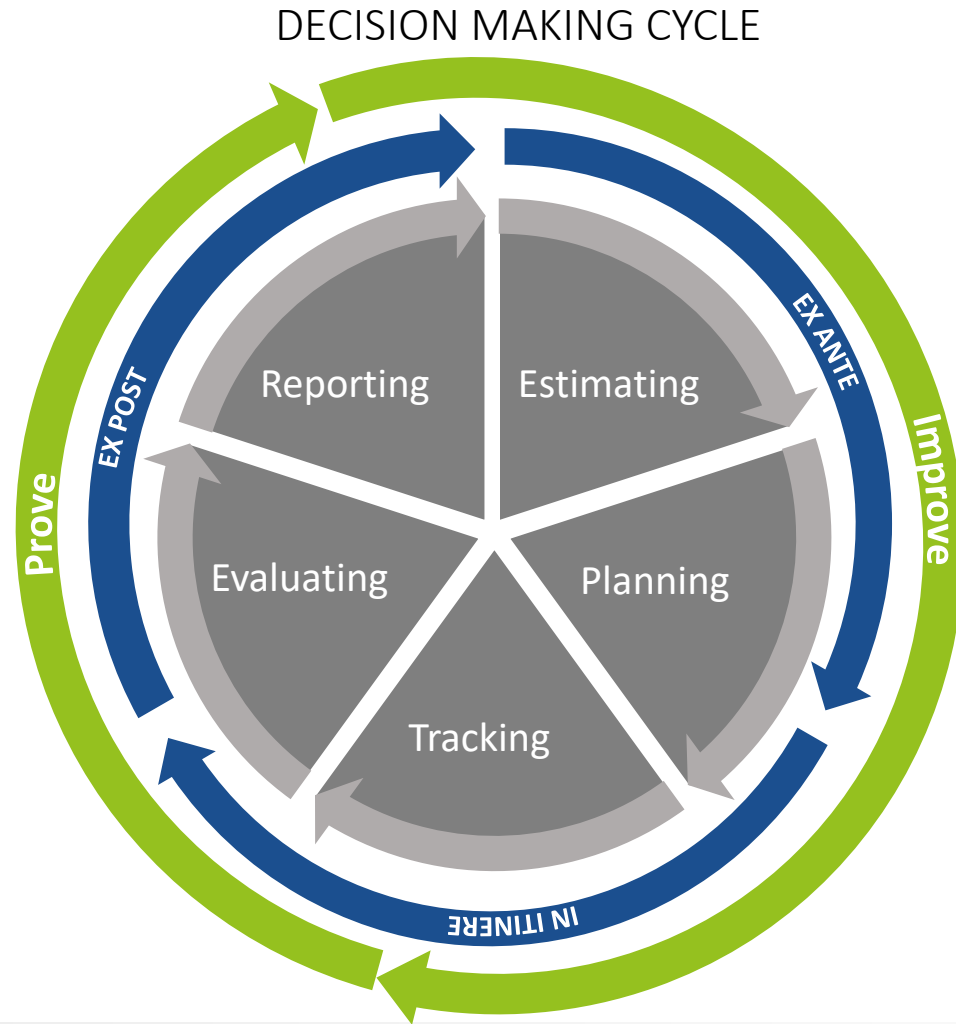 DECISION MAKING CYCLE
EX ANTE
EX POST
Reporting
Estimating
Improve
Prove
Evaluating
Planning
Tracking
IN ITINERE